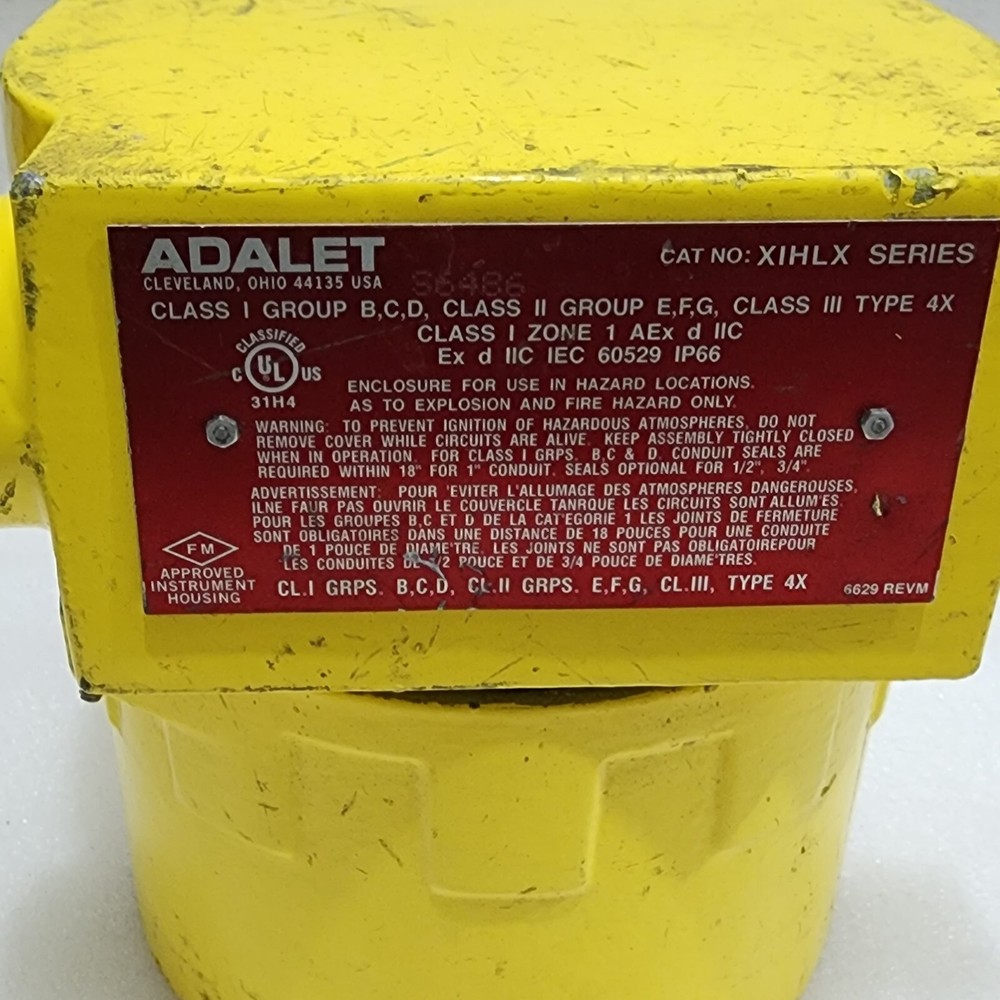 ADALET
CLEVELAND, OHIO 44135 USA
CAT NO: XIHLX SERIES
S6486
CLASS I GROUP B,C,D, CLASS II GROUP E,F,G, CLASS III TYPE 4X
CLASS I ZONE 1 AEx d IIC
Ex d IIC IEC 60529 IP66
CLASSIFIED
C UL US
31H4
ENCLOSURE FOR USE IN HAZARD LOCATIONS.
AS TO EXPLOSION AND FIRE HAZARD ONLY.
WARNING: TO PREVENT IGNITION OF HAZARDOUS ATMOSPHERES, DO NOT
REMOVE COVER WHILE CIRCUITS ARE ALIVE. KEEP ASSEMBLY TIGHTLY CLOSED
WHEN IN OPERATION. FOR CLASS I GRPS. B,C & D. CONDUIT SEALS ARE
REQUIRED WITHIN 18" FOR 1" CONDUIT. SEALS OPTIONAL FOR 1/2", 3/4".
ADVERTISSEMENT: POUR 'EVITER L'ALLUMAGE DES ATMOSPHERES DANGEROUSES,
ILNE FAUR PAS OUVRIR LE COUVERCLE TANRQUE LES CIRCUITS SONT ALLUM'ES.
POUR LES GROUPES B,C ET D DE LA CAT'EGORIE 1 LES JOINTS DE FERMETURE
SONT OBLIGATOIRES DANS UNE DISTANCE DE 18 POUCES POUR UNE CONDUITE
DE 1 POUCE DE DIAME'TRE. LES JOINTS NE SONT PAS OBLIGATOIREPOUR
LES CONDUITES DE 1/2 POUCE ET DE 3/4 POUCE DE DIAME'TRES.
FM
APPROVED
INSTRUMENT
HOUSING
CL.I GRPS. B,C,D, CL.II GRPS. E,F,G, CL.III, TYPE 4X
6629 REVM